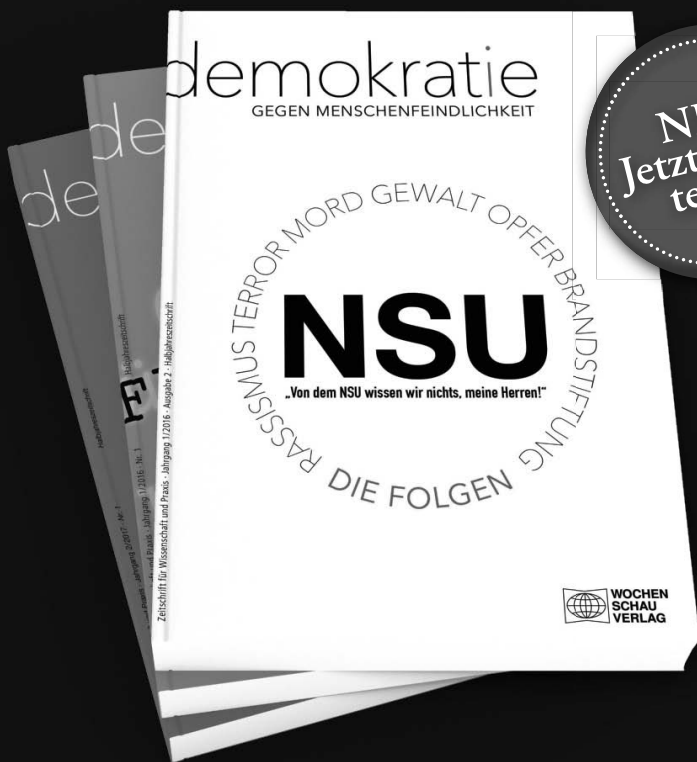 demokratie
GEGEN MENSCHENFEINDLICHKEIT
RASSISMUS TERROR MORD GEWALT OPFER BRANDSTIFTUNG
NSU
„Von dem NSU wissen wir nichts, meine Herren!“
DIE FOLGEN
Zeitschrift für Wissenschaft und Praxis · Jahrgang 1/2016 · Ausgabe 2 · Halbjahreszeitschrift
WOCHEN
SCHAU
VERLAG
de
de
Jetzt